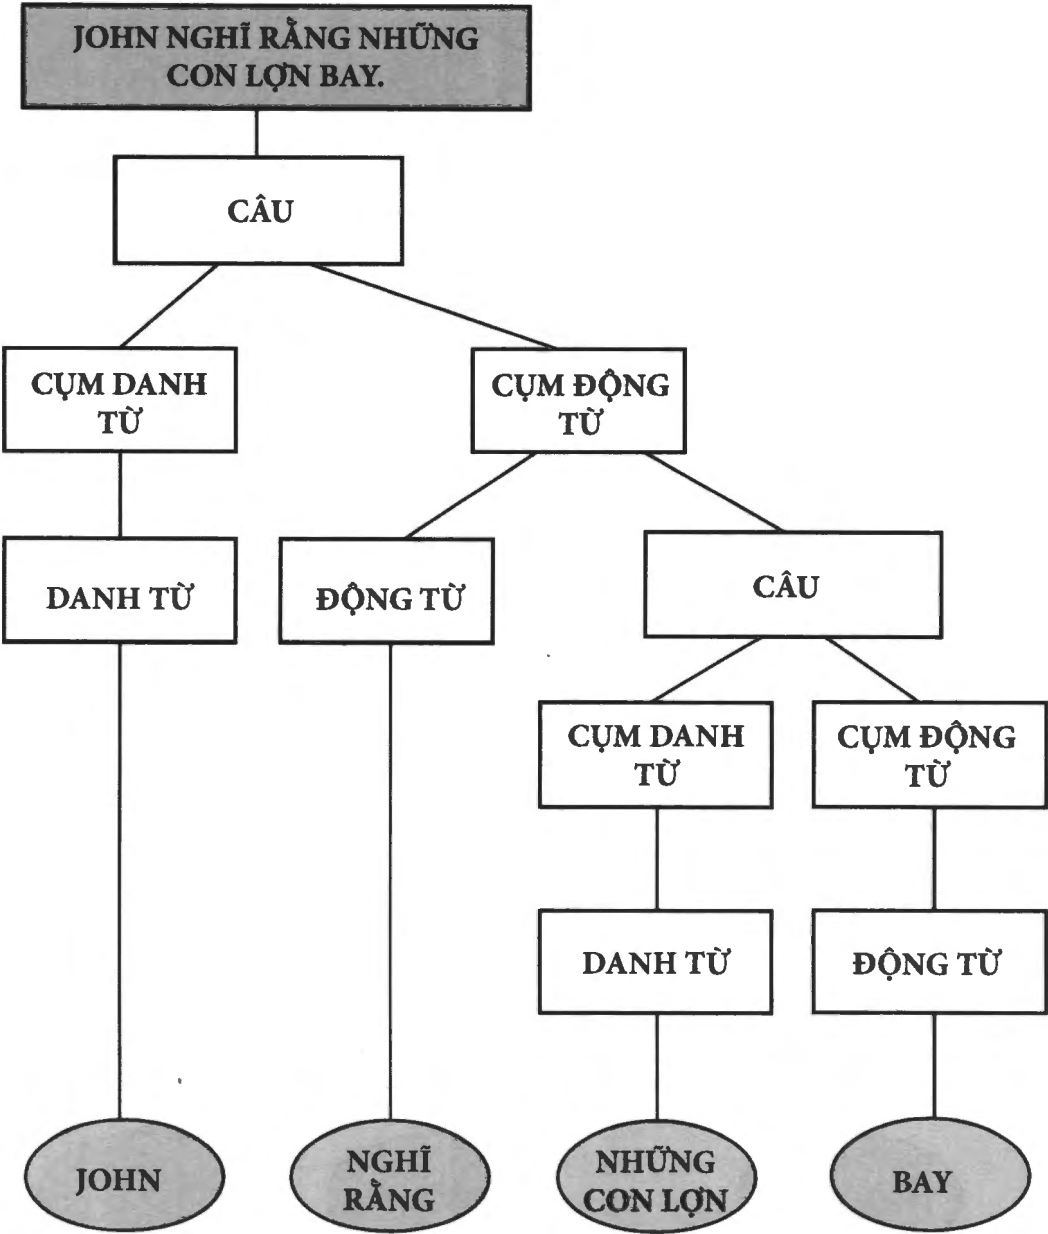 JOHN NGHĨ RẰNG NHỮNG
CON LỢN BAY.
CÂU
CỤM DANH
TỪ
CỤM ĐỘNG
TỪ
DANH TỪ
ĐỘNG TỪ
CÂU
CỤM DANH
TỪ
CỤM ĐỘNG
TỪ
DANH TỪ
ĐỘNG TỪ
JOHN
NGHĨ
RẰNG
NHỮNG
CON LỢN
BAY